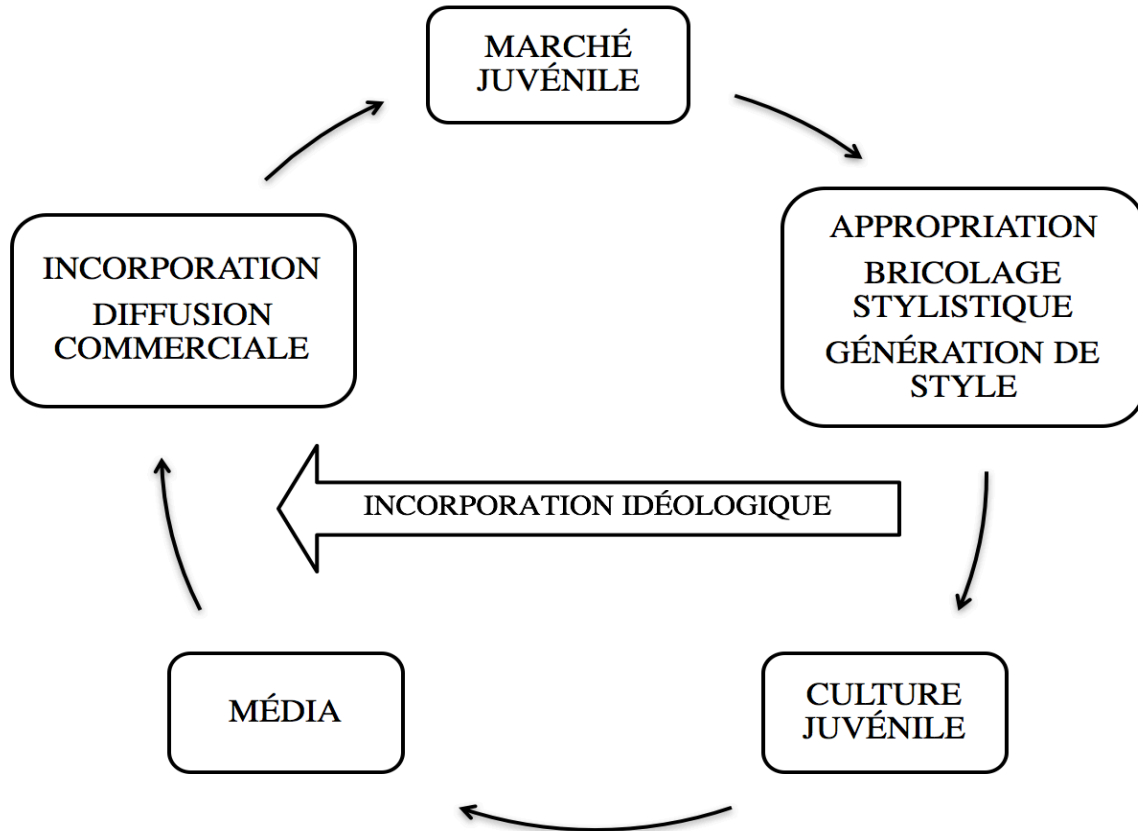 MARCHÉ
JUVÉNILE
APPROPRIATION
BRICOLAGE
STYLISTIQUE
GÉNÉRATION DE
STYLE
INCORPORATION
DIFFUSION
COMMERCIALE
INCORPORATION IDÉOLOGIQUE
CULTURE
JUVÉNILE
MÉDIA